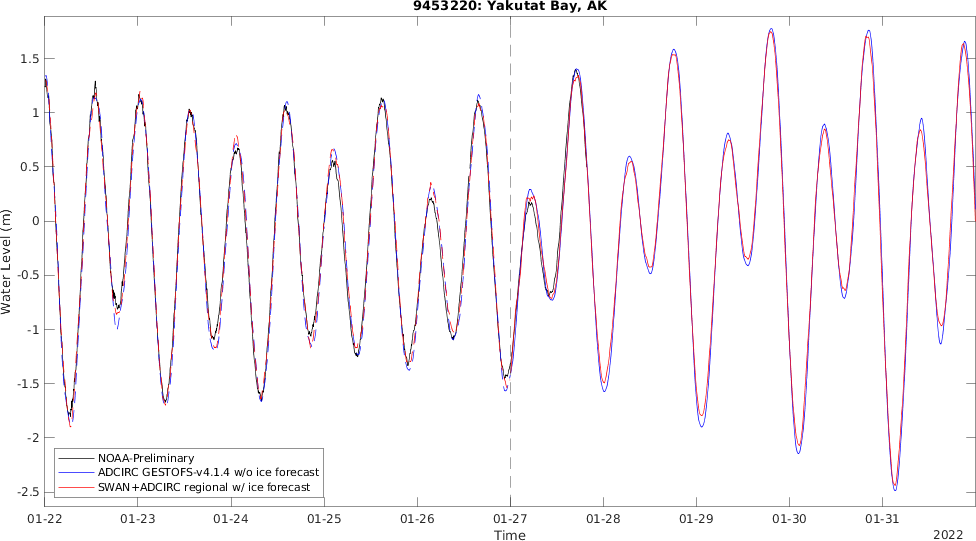 9453220: Yakutat Bay, AK
Water Level (m)
1.5
1
0.5
0
-0.5
-1
-1.5
-2
-2.5
NOAA-Preliminary
ADCIRC GESTOFS-v4.1.4 w/o ice forecast
SWAN+ADCIRC regional w/ ice forecast
01-22 01-23 01-24 01-25 01-26 01-27 01-28 01-29 01-30 01-31
Time
2022